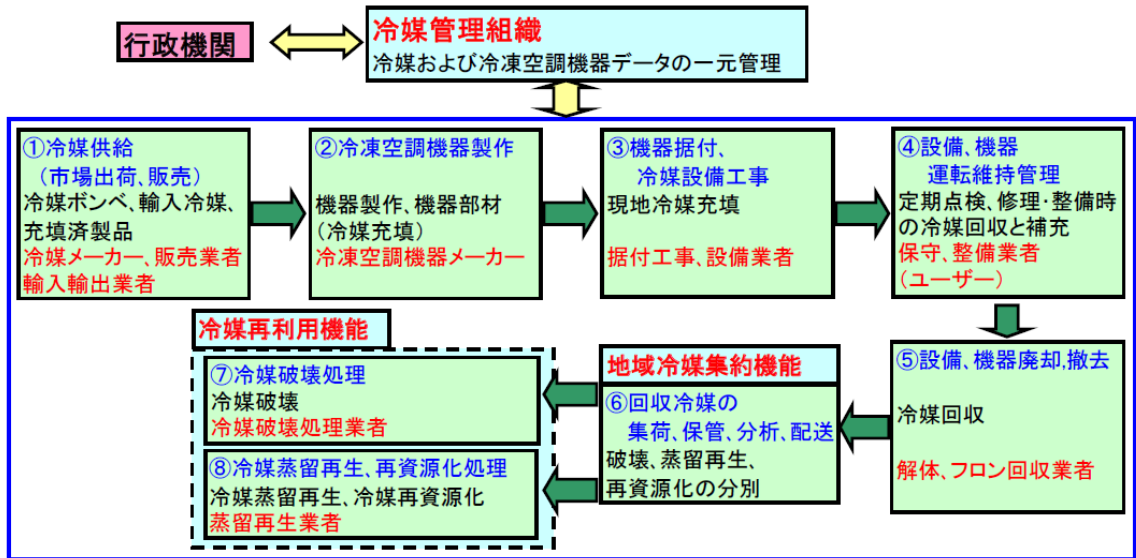 行政機関
冷媒管理組織
冷媒および冷凍空調機器データの一元管理
①冷媒供給
(市場出荷、販売)
冷媒ボンベ、輸入冷媒、
充填済製品
冷媒メーカー、販売業者
輸入輸出業者
②冷凍空調機器製作
機器製作、機器部材
(冷媒充填)
冷凍空調機器メーカー
③機器据付、
冷媒設備工事
現地冷媒充填
据付工事、設備業者
④設備、機器
運転維持管理
定期点検、修理・整備時
の冷媒回収と補充
保守、整備業者
(ユーザー)
⑤設備、機器廃却,撤去
冷媒回収
解体、フロン回収業者
地域冷媒集約機能
⑥回収冷媒の
集荷、保管、分析、配送
破壊、蒸留再生、
再資源化の分別
冷媒再利用機能
⑦冷媒破壊処理
冷媒破壊
冷媒破壊処理業者
⑧冷媒蒸留再生、再資源化処理
冷媒蒸留再生、冷媒再資源化
蒸留再生業者